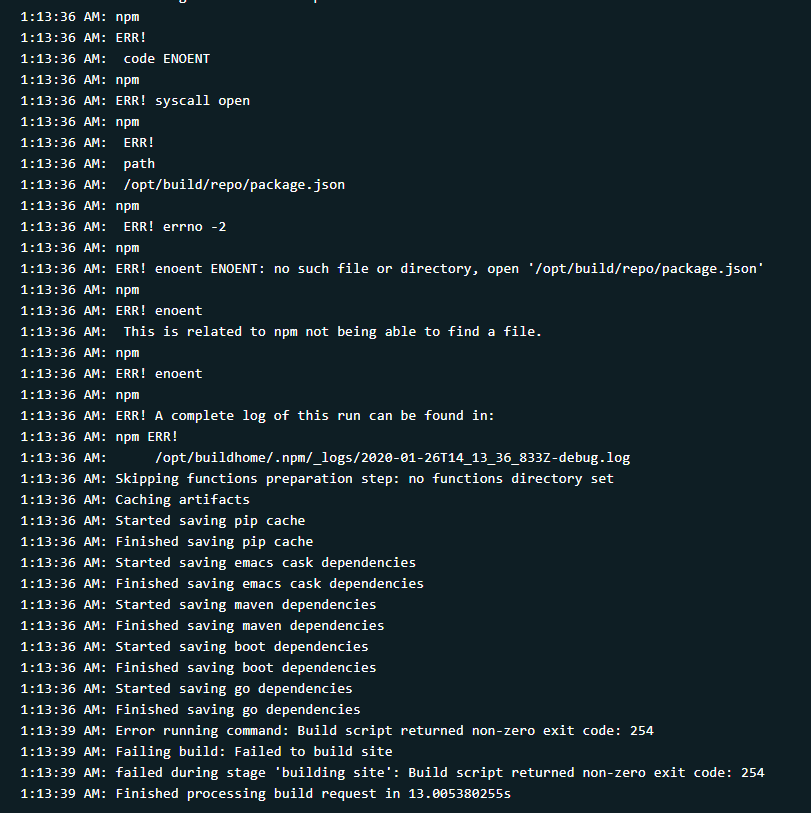 1:13:36 AM: npm
1:13:36 AM: ERR!
1:13:36 AM:  code ENOENT
1:13:36 AM: npm
1:13:36 AM: ERR! syscall open
1:13:36 AM: npm
1:13:36 AM:  ERR!
1:13:36 AM:  path
1:13:36 AM:  /opt/build/repo/package.json
1:13:36 AM: npm
1:13:36 AM:  ERR! errno -2
1:13:36 AM: npm
1:13:36 AM: ERR! enoent ENOENT: no such file or directory, open '/opt/build/repo/package.json'
1:13:36 AM: npm
1:13:36 AM: ERR! enoent
1:13:36 AM:  This is related to npm not being able to find a file.
1:13:36 AM: npm
1:13:36 AM: ERR! enoent
1:13:36 AM: npm
1:13:36 AM: ERR! A complete log of this run can be found in:
1:13:36 AM: npm ERR!
1:13:36 AM:      /opt/buildhome/.npm/_logs/2020-01-26T14_13_36_833Z-debug.log
1:13:36 AM: Skipping functions preparation step: no functions directory set
1:13:36 AM: Caching artifacts
1:13:36 AM: Started saving pip cache
1:13:36 AM: Finished saving pip cache
1:13:36 AM: Started saving emacs cask dependencies
1:13:36 AM: Finished saving emacs cask dependencies
1:13:36 AM: Started saving maven dependencies
1:13:36 AM: Finished saving maven dependencies
1:13:36 AM: Started saving boot dependencies
1:13:36 AM: Finished saving boot dependencies
1:13:36 AM: Started saving go dependencies
1:13:36 AM: Finished saving go dependencies
1:13:39 AM: Error running command: Build script returned non-zero exit code: 254
1:13:39 AM: Failing build: Failed to build site
1:13:39 AM: failed during stage 'building site': Build script returned non-zero exit code: 254
1:13:39 AM: Finished processing build request in 13.005380255s